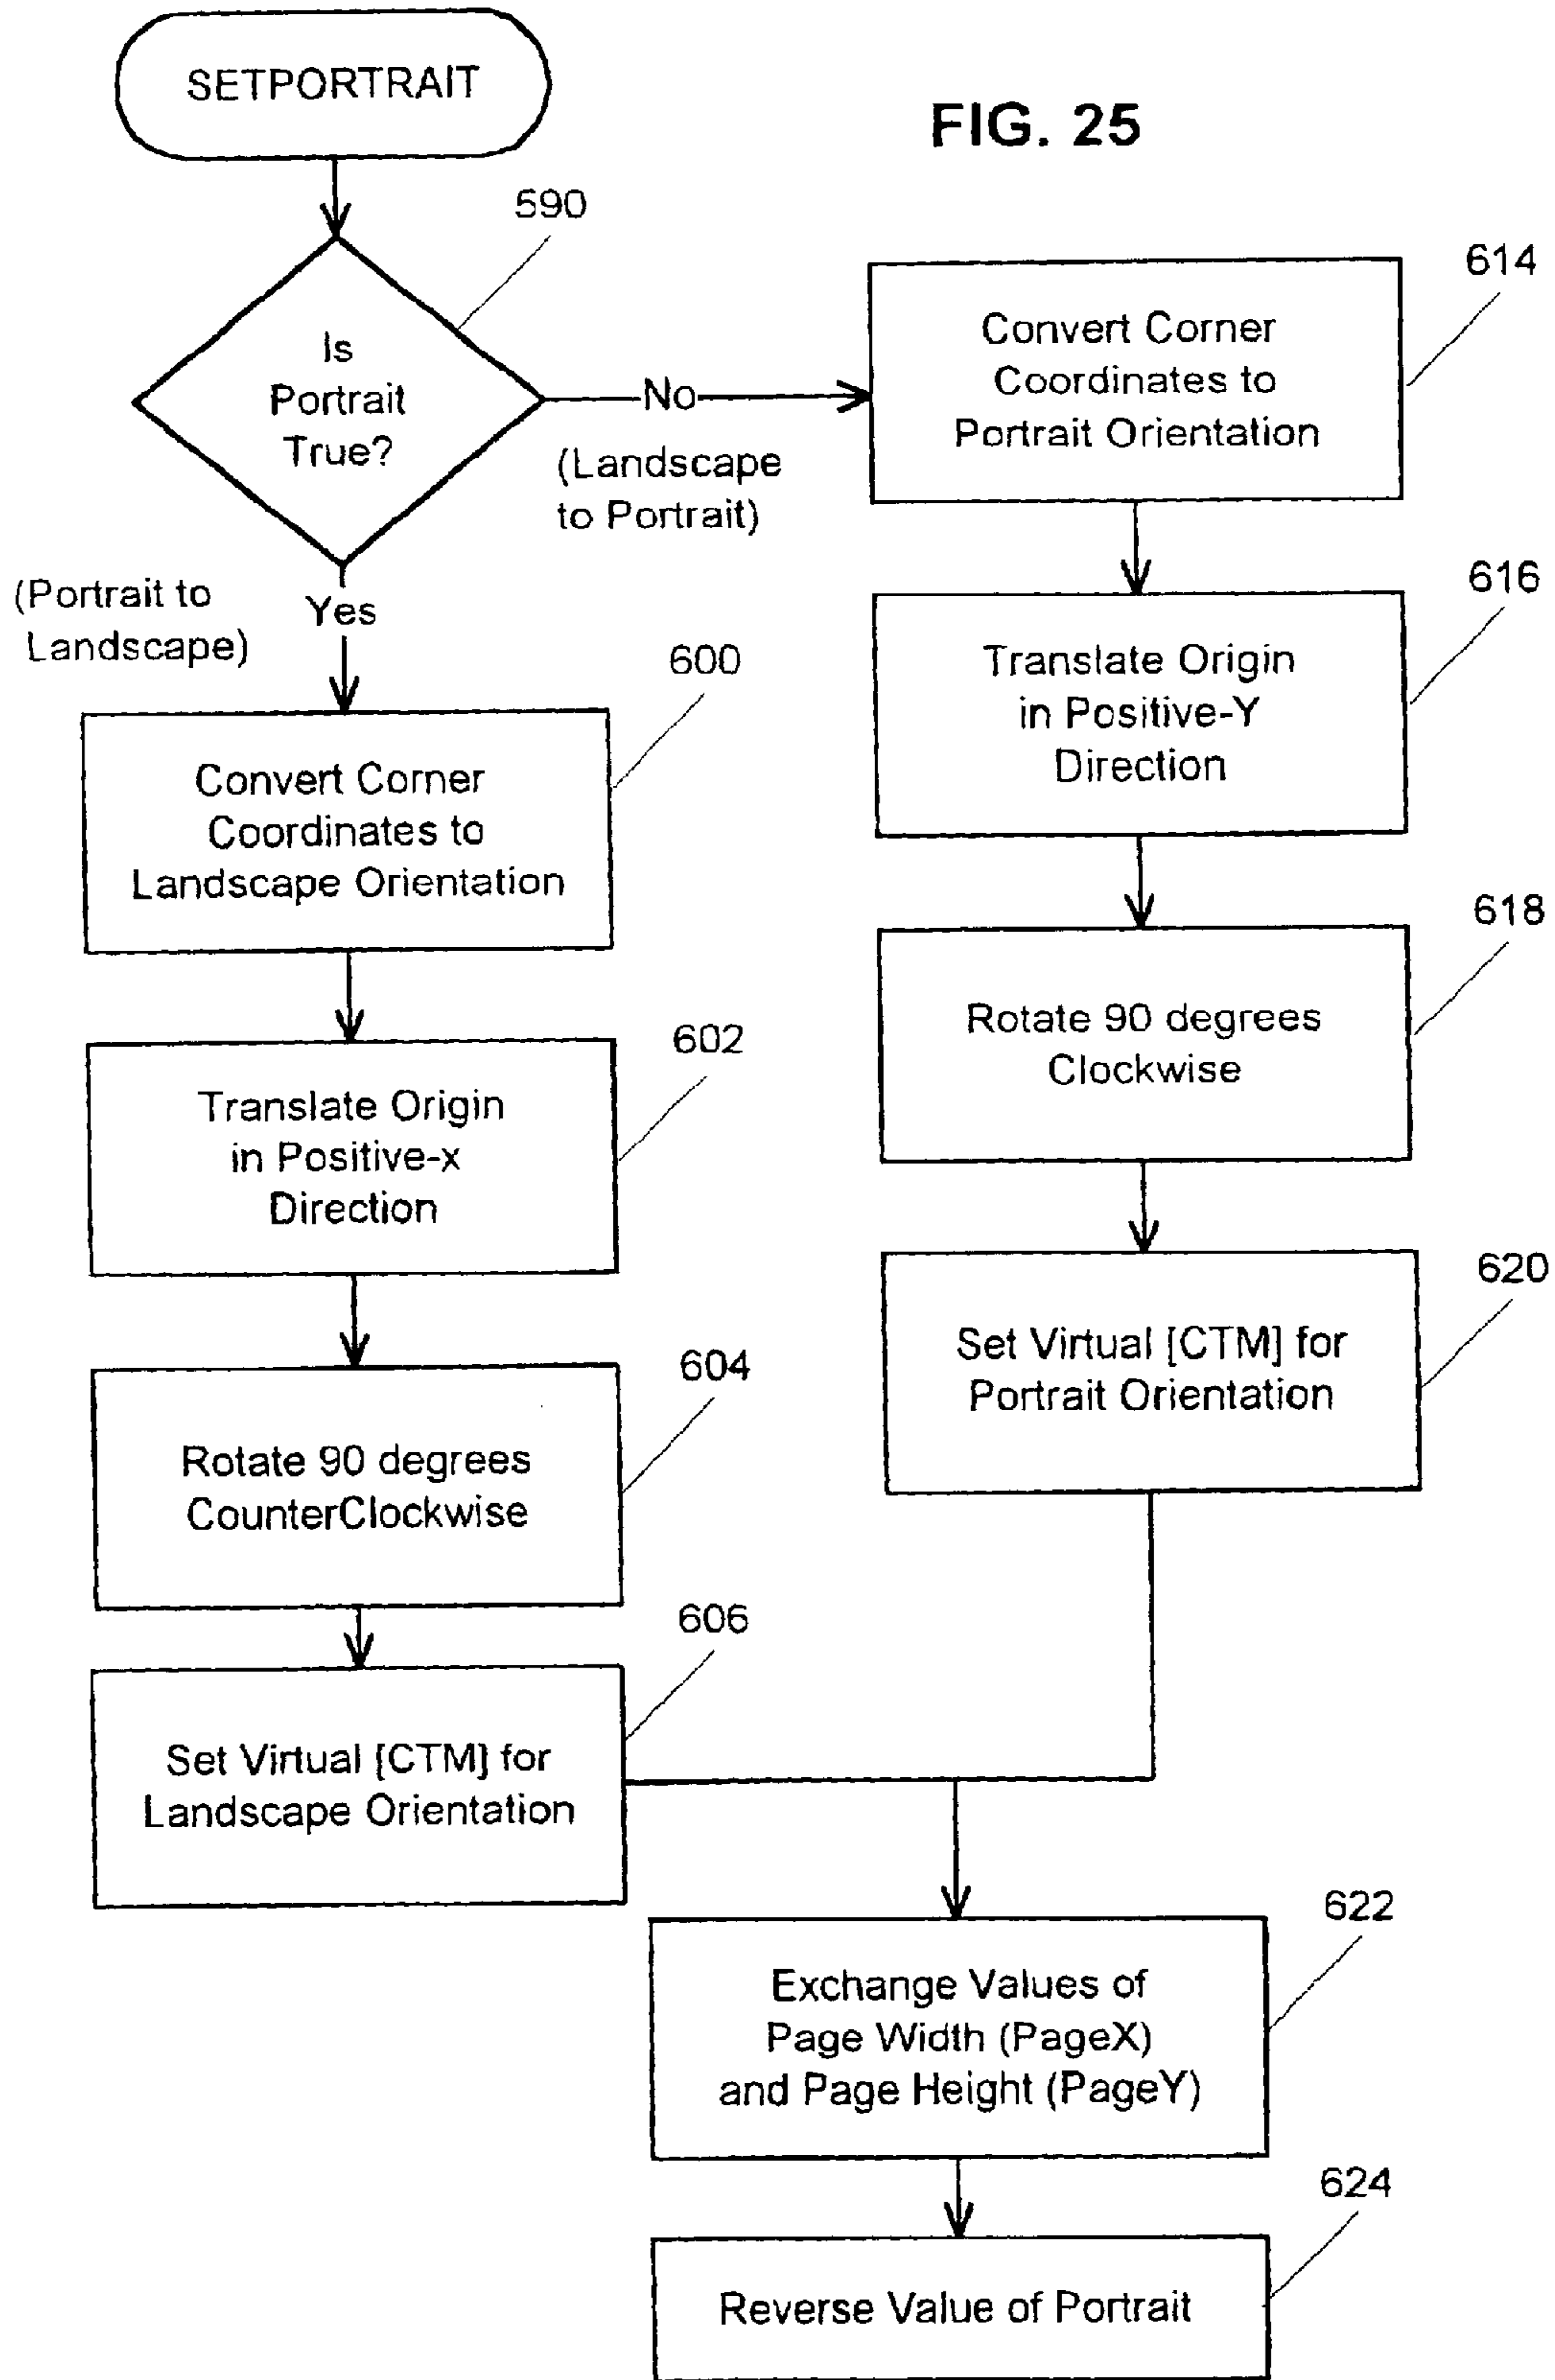 SETPORTRAIT
FIG. 25
590
Is
Portrait
True?
No
(Landscape
to Portrait)
(Portrait to
Landscape)
Yes
600
Convert Corner
Coordinates to
Landscape Orientation
602
Translate Origin
in Positive-x
Direction
604
Rotate 90 degrees
CounterClockwise
606
Set Virtual [CTM] for
Landscape Orientation
614
Convert Corner
Coordinates to
Portrait Orientation
616
Translate Origin
in Positive-Y
Direction
618
Rotate 90 degrees
Clockwise
620
Set Virtual [CTM] for
Portrait Orientation
622
Exchange Values of
Page Width (PageX)
and Page Height (PageY)
624
Reverse Value of Portrait